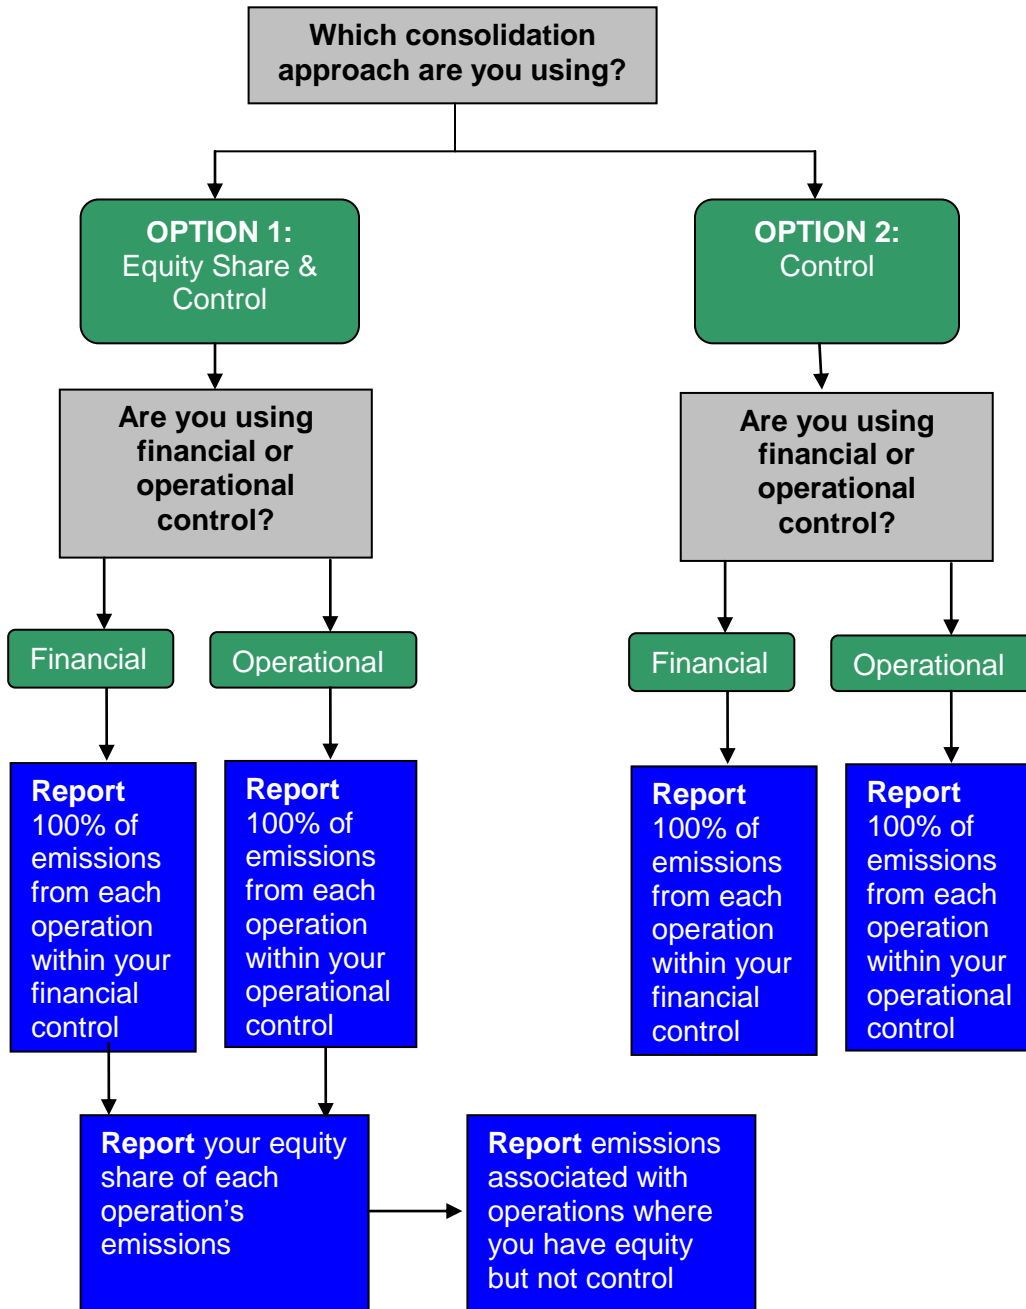 Which consolidation
approach are you using?
OPTION 1:
Equity Share &
Control
OPTION 2:
Control
Are you using
financial or
operational
control?
Are you using
financial or
operational
control?
Financial
Operational
Financial
Operational
Report
100% of
emissions
from each
operation
within your
financial
control
Report
100% of
emissions
from each
operation
within your
operational
control
Report
100% of
emissions
from each
operation
within your
financial
control
Report
100% of
emissions
from each
operation
within your
operational
control
Report your equity
share of each
operation’s
emissions
Report emissions
associated with
operations where
you have equity
but not control